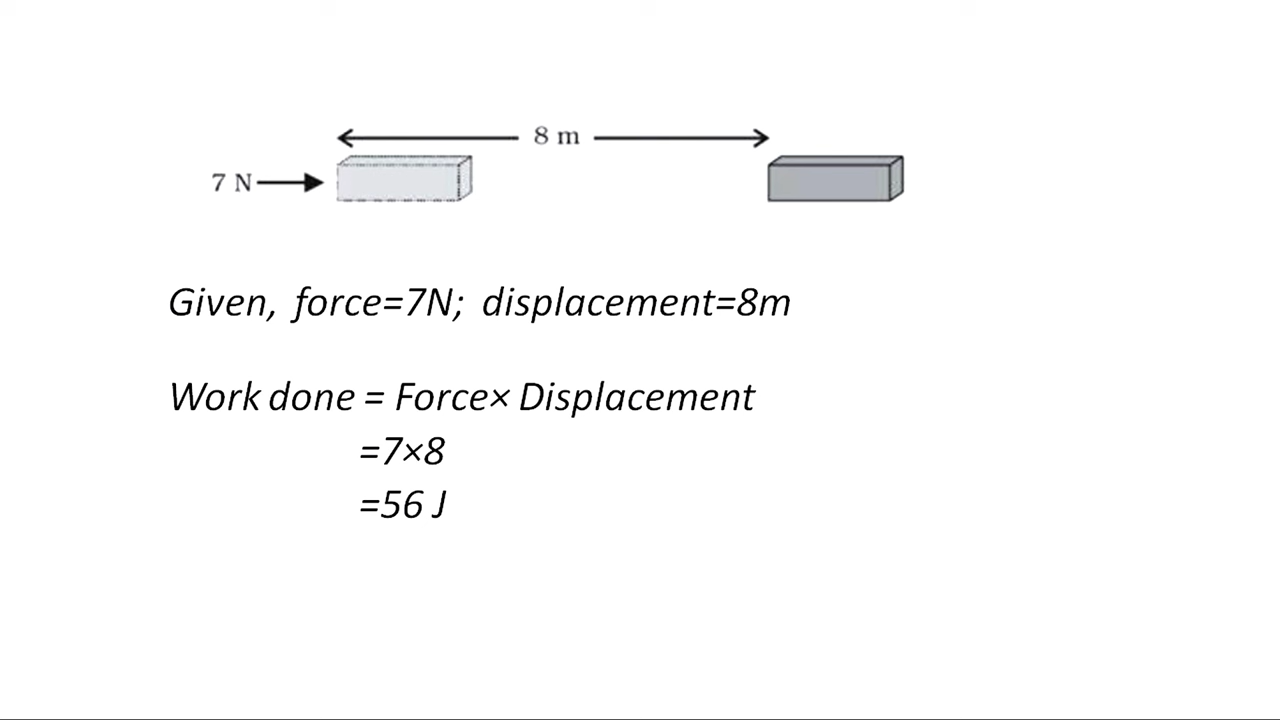 8 m
7 N
Given, force=7N; displacement=8m
Work done = Force× Displacement
=7×8
=56 J